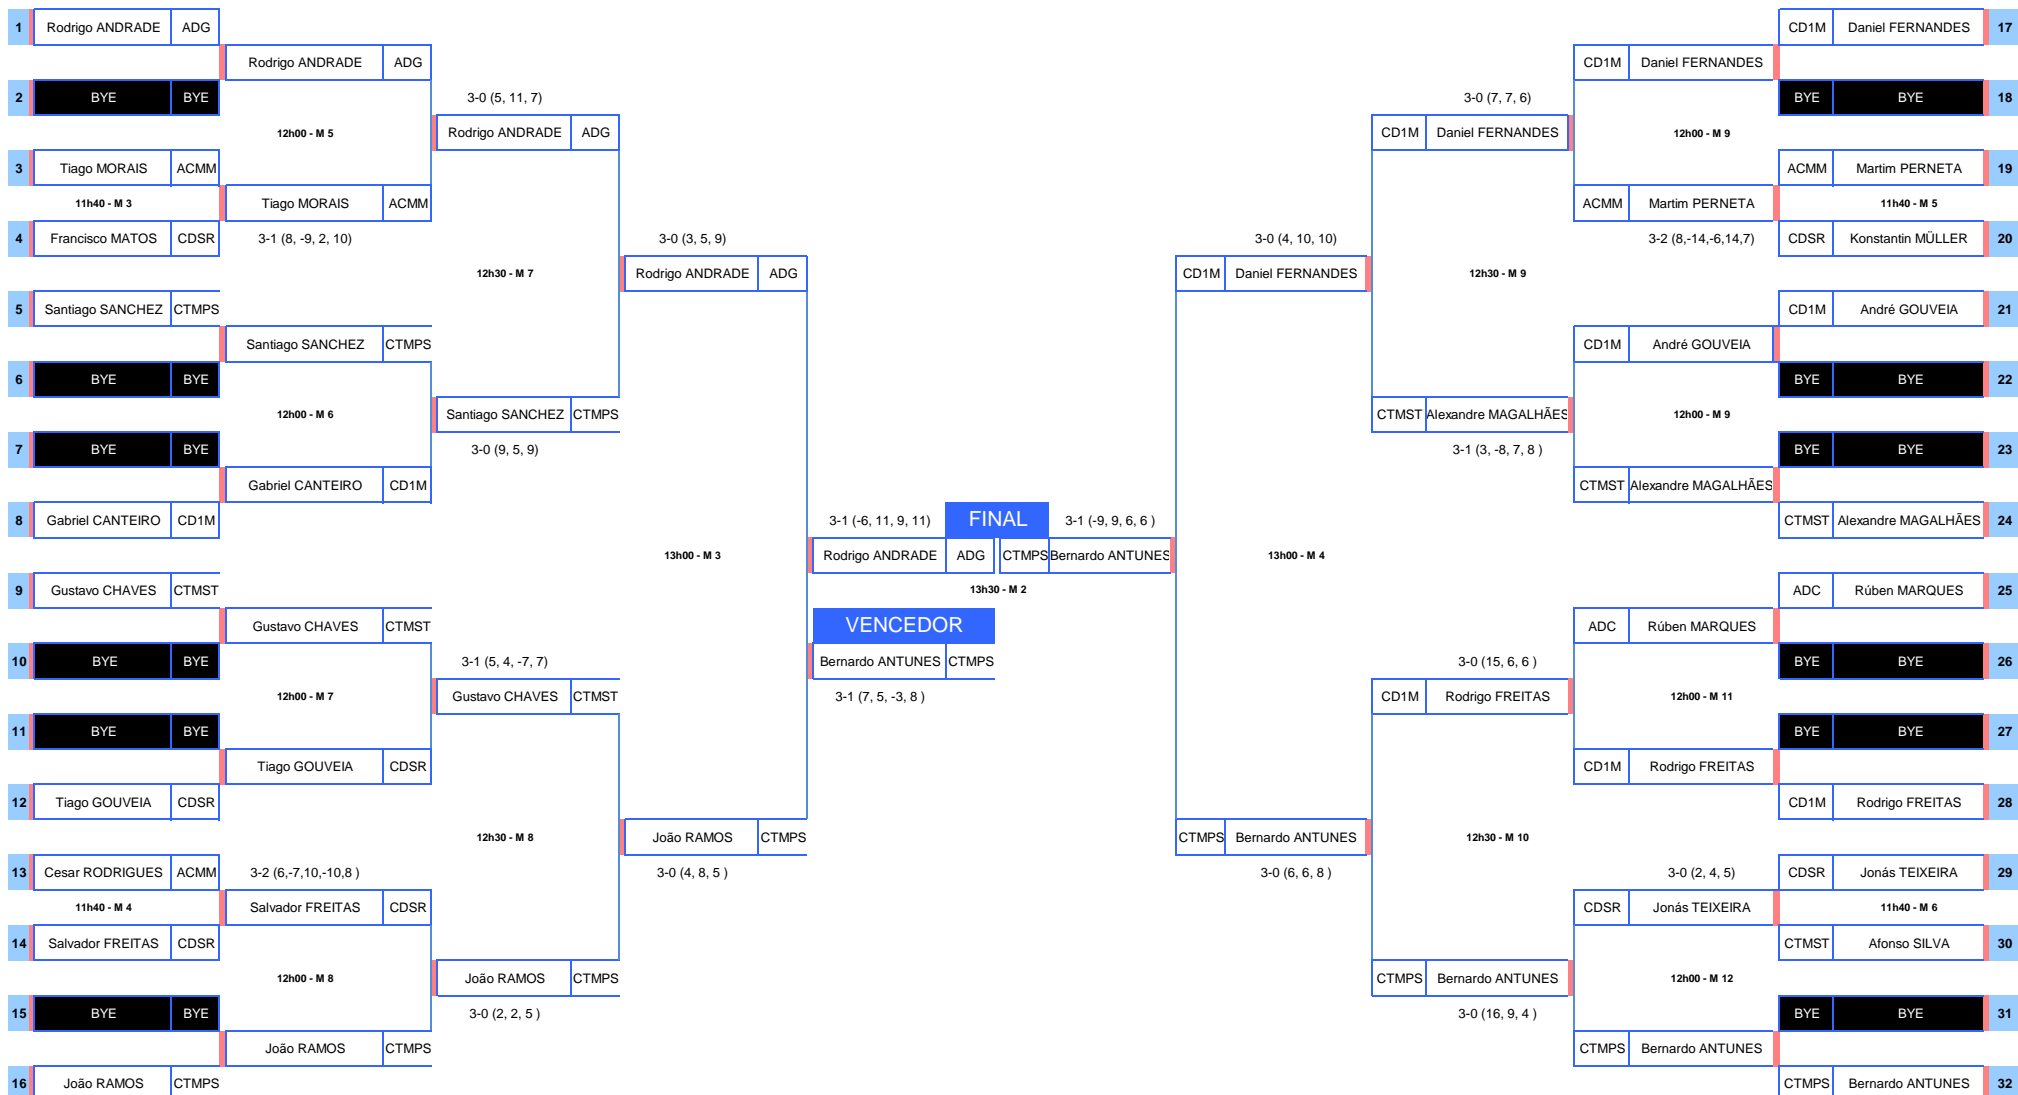 1 Rodrigo ANDRADE ADG CD1M Daniel FERNANDES 17
Rodrigo ANDRADE ADG CD1M Daniel FERNANDES
2 BYE BYE 3-0 (5, 11, 7) 3-0 (7, 7, 6) BYE BYE 18
12h00 - M 5 Rodrigo ANDRADE ADG CD1M Daniel FERNANDES 12h00 - M 9
3 Tiago MORAIS ACMM ACMM Martim PERNETA 19
11h40 - M 3 Tiago MORAIS ACMM ACMM Martim PERNETA 11h40 - M 5
4 Francisco MATOS CDSR 3-1 (8, -9, 2, 10) 3-0 (3, 5, 9) 3-0 (4, 10, 10) 3-2 (8,-14,-6,14,7) CDSR Konstantin MÜLLER 20
12h30 - M 7 Rodrigo ANDRADE ADG CD1M Daniel FERNANDES 12h30 - M 9
5 Santiago SANCHEZ CTMPS CD1M André GOUVEIA 21
Santiago SANCHEZ CTMPS CD1M André GOUVEIA
6 BYE BYE BYE BYE 22
12h00 - M 6 Santiago SANCHEZ CTMPS CTMST Alexandre MAGALHÃES 12h00 - M 9
7 BYE BYE 3-0 (9, 5, 9) 3-1 (3, -8, 7, 8 ) BYE BYE 23
Gabriel CANTEIRO CD1M CTMST Alexandre MAGALHÃES
8 Gabriel CANTEIRO CD1M 3-1 (-6, 11, 9, 11) FINAL 3-1 (-9, 9, 6, 6 ) CTMST Alexandre MAGALHÃES 24
13h00 - M 3 Rodrigo ANDRADE ADG CTMPS Bernardo ANTUNES 13h00 - M 4
9 Gustavo CHAVES CTMST 13h30 - M 2 ADC Rúben MARQUES 25
Gustavo CHAVES CTMST VENCEDOR ADC Rúben MARQUES
10 BYE BYE 3-1 (5, 4, -7, 7) Bernardo ANTUNES CTMPS 3-0 (15, 6, 6 ) BYE BYE 26
12h00 - M 7 Gustavo CHAVES CTMST 3-1 (7, 5, -3, 8 ) CD1M Rodrigo FREITAS 12h00 - M 11
11 BYE BYE BYE BYE 27
Tiago GOUVEIA CDSR CD1M Rodrigo FREITAS
12 Tiago GOUVEIA CDSR CD1M Rodrigo FREITAS 28
12h30 - M 8 João RAMOS CTMPS CTMPS Bernardo ANTUNES 12h30 - M 10
13 Cesar RODRIGUES ACMM 3-2 (6,-7,10,-10,8 ) 3-0 (4, 8, 5 ) 3-0 (6, 6, 8 ) 3-0 (2, 4, 5) CDSR Jonás TEIXEIRA 29
11h40 - M 4 Salvador FREITAS CDSR CDSR Jonás TEIXEIRA 11h40 - M 6
14 Salvador FREITAS CDSR CTMST Afonso SILVA 30
12h00 - M 8 João RAMOS CTMPS CTMPS Bernardo ANTUNES 12h00 - M 12
15 BYE BYE 3-0 (2, 2, 5 ) 3-0 (16, 9, 4 ) BYE BYE 31
João RAMOS CTMPS CTMPS Bernardo ANTUNES
16 João RAMOS CTMPS CTMPS Bernardo ANTUNES 32